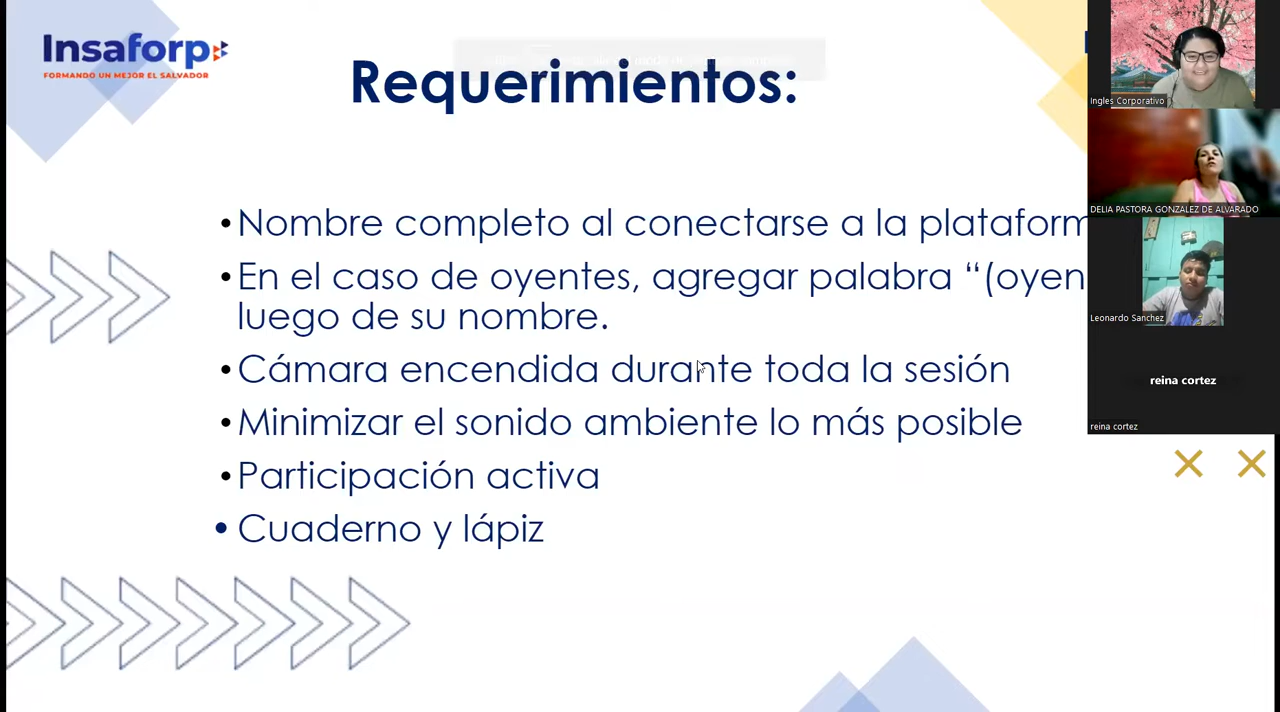 Insaforp
FORMANDO UN MEJOR EL SALVADOR
Requerimientos:
Nombre completo al conectarse a la plataform
En el caso de oyentes, agregar palabra “(oyen
luego de su nombre.
Cámara encendida durante toda la sesión
Minimizar el sonido ambiente lo más posible
Participación activa
Cuaderno y lápiz
Ingles Corporativo
DELIA PASTORA GONZALEZ DE ALVARADO
Leonardo Sanchez
reina cortez
reina cortez